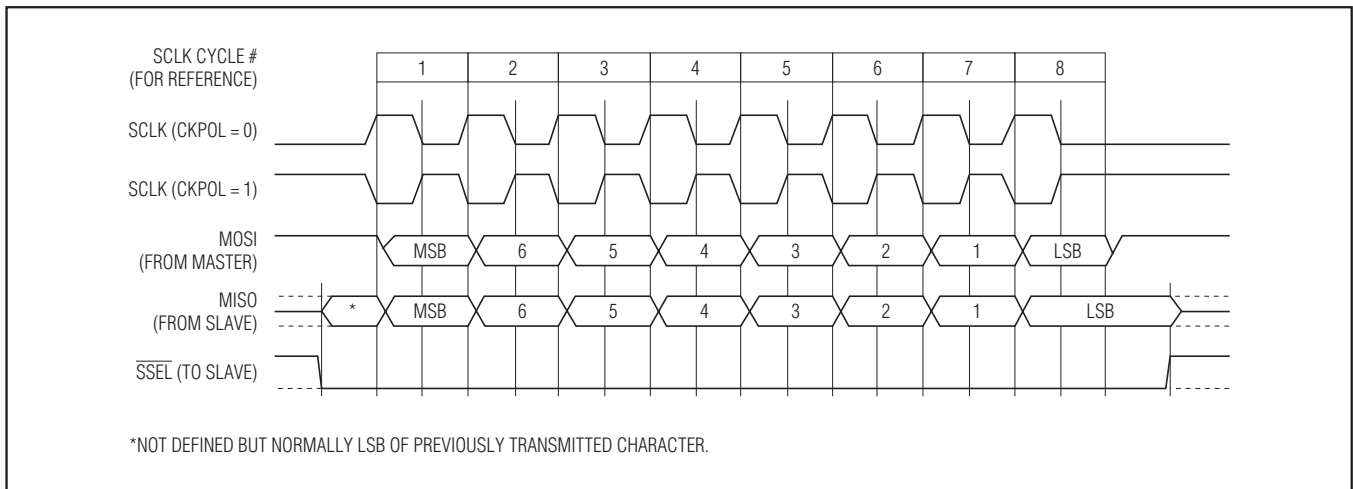 SCLK CYCLE #
(FOR REFERENCE)
1 2 3 4 5 6 7 8
SCLK (CKPOL = 0)
SCLK (CKPOL = 1)
MOSI
(FROM MASTER)
MSB 6 5 4 3 2 1 LSB
MISO
(FROM SLAVE)
* MSB 6 5 4 3 2 1 LSB
SSEL (TO SLAVE)
*NOT DEFINED BUT NORMALLY LSB OF PREVIOUSLY TRANSMITTED CHARACTER.